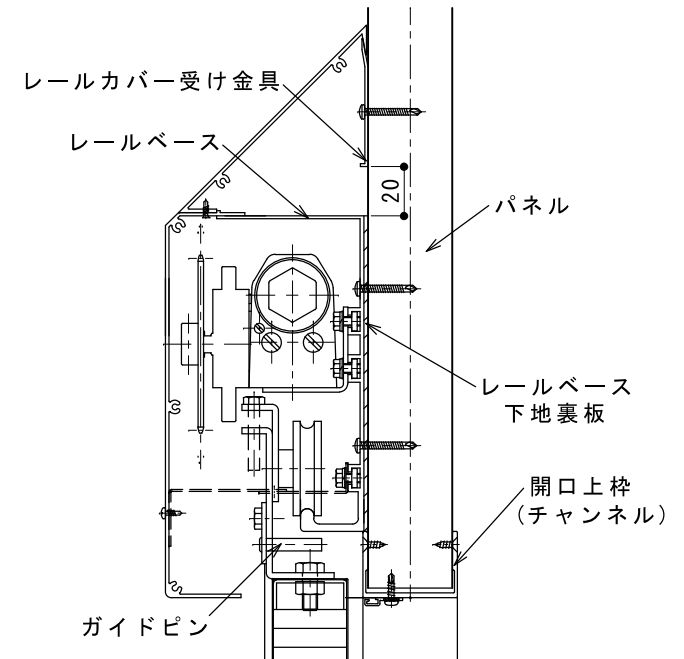 レールカバー受け金具
レールベース
20
パネル
レールベース
下地裏板
開口上枠
(チャンネル)
ガイドピン